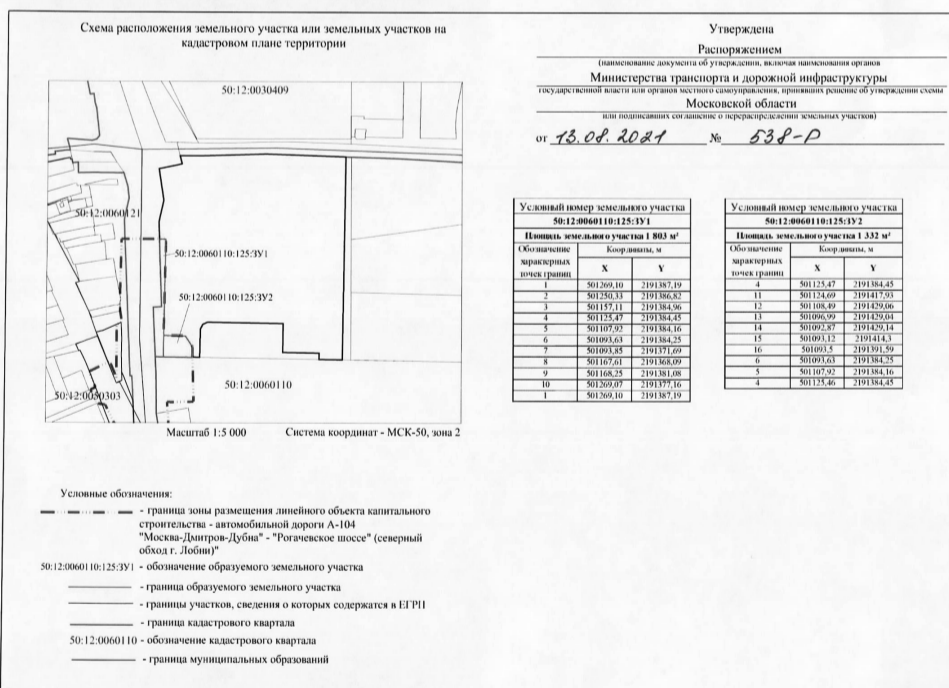 Схема расположения земельного участка или земельных участков на
кадастровом плане территории
50:12:0030409
50:12:0060121
50:12:0060110:125:ЗУ1
50:12:0060110:125:ЗУ2
50:12:0060110
50:12:0030303
Масштаб 1:5 000 Система координат - МСК-50, зона 2
Условные обозначения:
- граница зоны размещения линейного объекта капитального
строительства - автомобильной дороги А-104
"Москва-Дмитров-Дубна" - "Рогачевское шоссе" (северный
обход г. Лобни)"
50:12:0060110:125:ЗУ1 - обозначение образуемого земельного участка
- граница образуемого земельного участка
- границы участков, сведения о которых содержатся в ЕГРП
- граница кадастрового квартала
50:12:0060110 - обозначение кадастрового квартала
- граница муниципальных образований
Утверждена
Распоряжением
(наименование документа об утверждении, включая наименования органов
Министерства транспорта и дорожной инфраструктуры
государственной власти или органов местного самоуправления, принявших решение об утверждении схемы
Московской области
или подписавших соглашение о перераспределении земельных участков)
от 13.08.2021 № 538-Р
Условный номер земельного участка
50:12:0060110:125:ЗУ1
Площадь земельного участка 1 803 м²
Обозначение характерных точек границ Координаты, м
X Y
1 501269,10 2191387,19
2 501250,33 2191386,82
3 501157,11 2191384,96
4 501125,47 2191384,45
5 501107,92 2191384,16
6 501093,63 2191384,25
7 501093,85 2191371,69
8 501167,61 2191368,09
9 501168,25 2191381,08
10 501269,07 2191377,16
1 501269,10 2191387,19
Условный номер земельного участка
50:12:0060110:125:ЗУ2
Площадь земельного участка 1 332 м²
Обозначение характерных точек границ Координаты, м
X Y
4 501125,47 2191384,45
11 501124,69 2191417,93
12 501108,49 2191429,06
13 501096,99 2191429,04
14 501092,87 2191429,14
15 501093,12 2191414,3
16 501093,5 2191391,59
6 501093,63 2191384,25
5 501107,92 2191384,16
4 501125,46 2191384,45